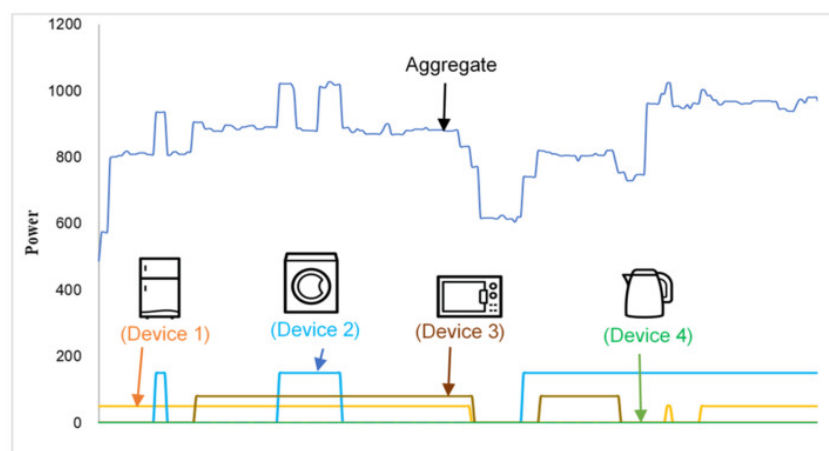 1200
Aggregate
1000
800
600
Power
400
(Device 1)
(Device 2)
(Device 3)
(Device 4)
200
0